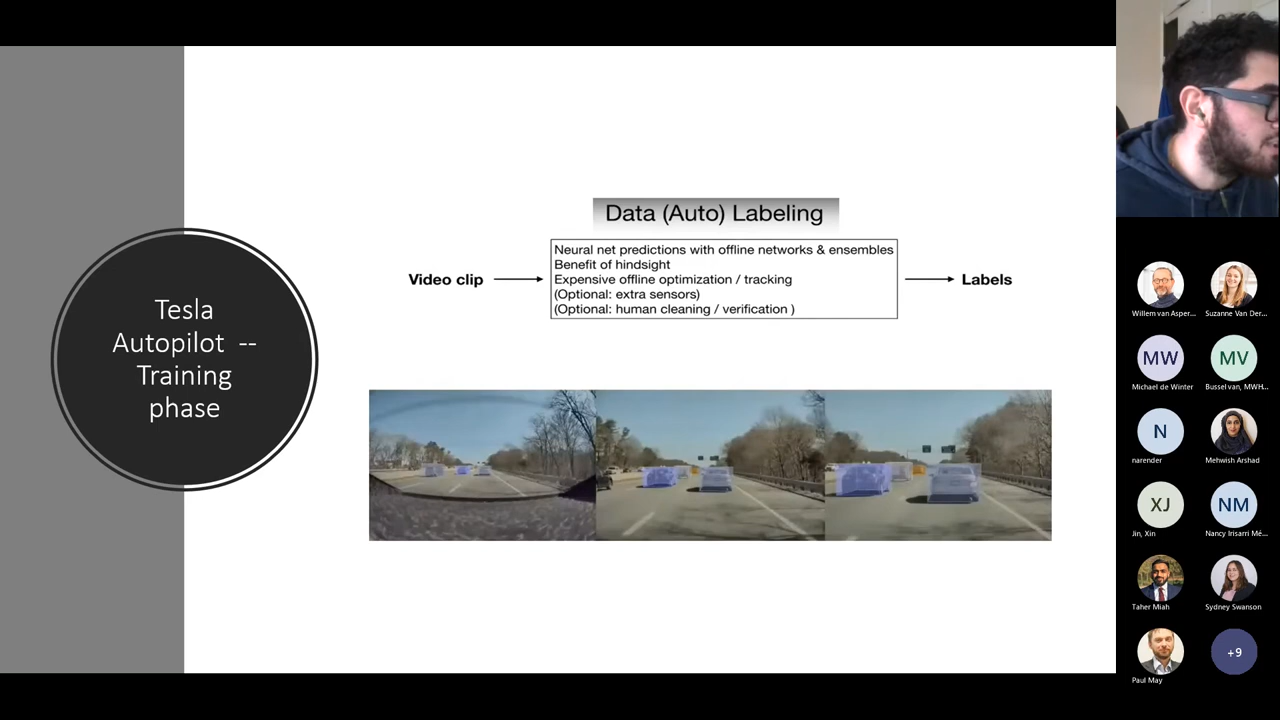 Tesla
Autopilot --
Training
phase
Data (Auto) Labeling
Video clip
Neural net predictions with offline networks & ensembles
Benefit of hindsight
Expensive offline optimization / tracking
(Optional: extra sensors)
(Optional: human cleaning / verification )
Labels
Willem van Asper...
Suzanne Van Der...
MW
MV
Michael de Winter
Bussel van, MWH...
N
narender
Mehwish Arshad
XJ
NM
Jin, Xin
Nancy Irisarri Mé...
Taher Miah
Sydney Swanson
+9
Paul May